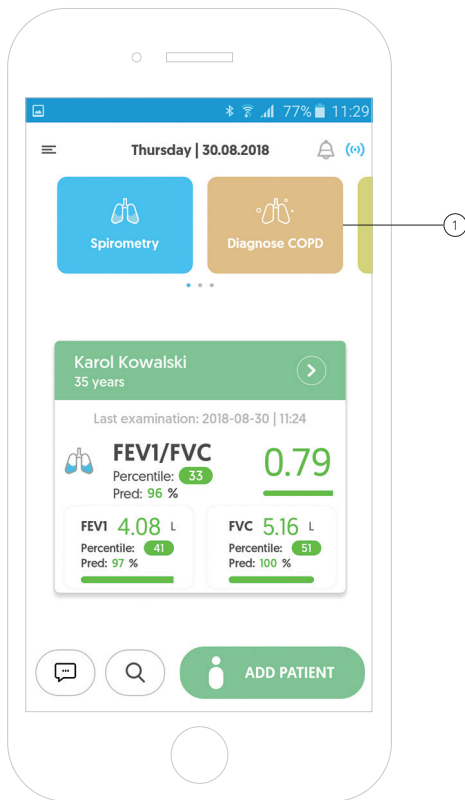 77% 11:29
Thursday | 30.08.2018
Spirometry
Diagnose COPD
1
Karol Kowalski
35 years
Last examination: 2018-08-30 | 11:24
FEV1/FVC 0.79
Percentile: 33
Pred: 96 %
FEV1 4.08 L
Percentile: 41
Pred: 97 %
FVC 5.16 L
Percentile: 51
Pred: 100 %
ADD PATIENT